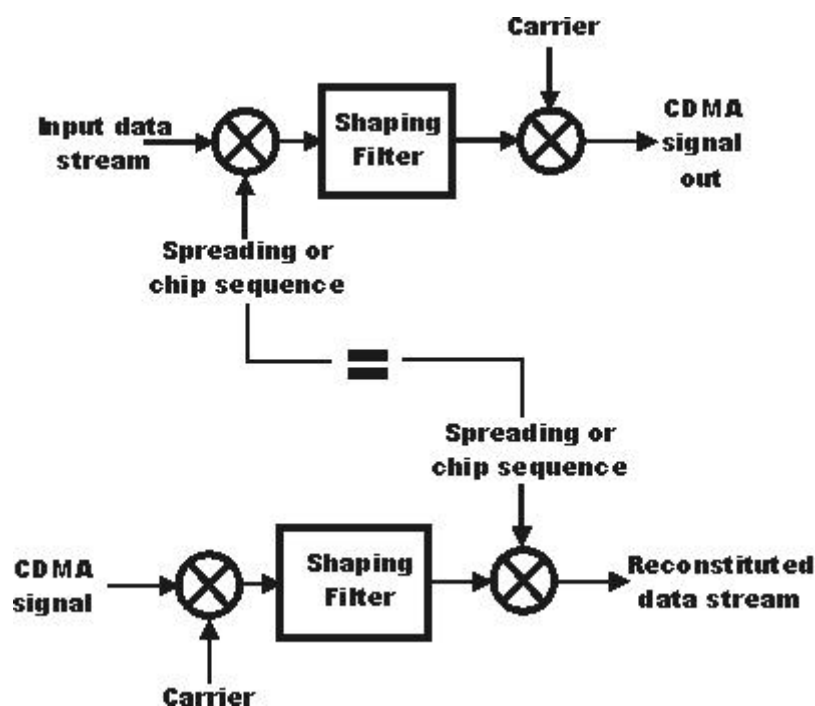 Carrier
Input data
stream
Shaping
Filter
CDMA
signal
out
Spreading or
chip sequence
=
Spreading or
chip sequence
CDMA
signal
Shaping
Filter
Reconstituted
data stream
Carrier